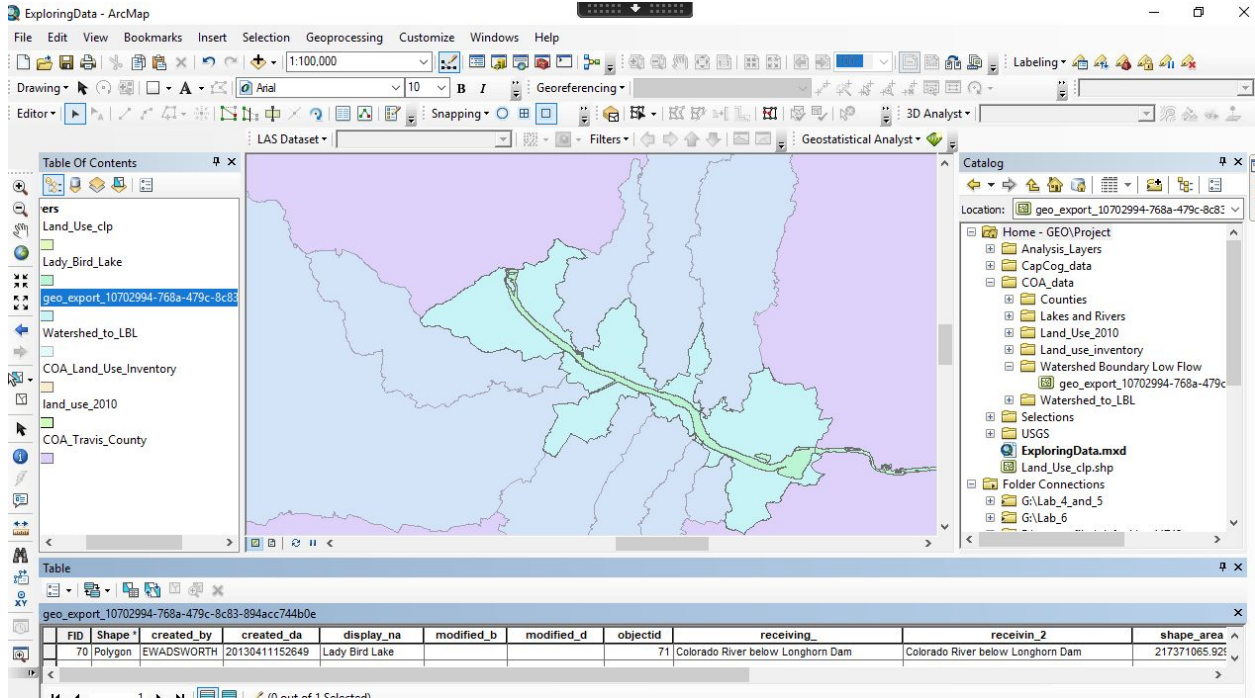 ExploringData - ArcMap
File Edit View Bookmarks Insert Selection Geoprocessing Customize Windows Help
1:100,000
Labeling
Drawing A Arial 10 B I Georeferencing
Editor Snapping 3D Analyst
LAS Dataset Filters Geostatistical Analyst
Table Of Contents
ers
Land_Use_clp
Lady_Bird_Lake
geo_export_10702994-768a-479c-8c83
Watershed_to_LBL
COA_Land_Use_Inventory
land_use_2010
COA_Travis_County
Catalog
Location: geo_export_10702994-768a-479c-8c83
Home - GEO\Project
Analysis_Layers
CapCog_data
COA_data
Counties
Lakes and Rivers
Land_Use_2010
Land_use_inventory
Watershed Boundary Low Flow
geo_export_10702994-768a-479c
Watershed_to_LBL
Selections
USGS
ExploringData.mxd
Land_Use_clp.shp
Folder Connections
G:\Lab_4_and_5
G:\Lab_6
Table
geo_export_10702994-768a-479c-8c83-894acc744b0e
FID Shape * created_by created_da display_na modified_b modified_d objectid receiving_ receivin_2 shape_area
70 Polygon EWADSWORTH 20130411152649 Lady Bird Lake 71 Colorado River below Longhorn Dam Colorado River below Longhorn Dam 217371065.929
1 (0 out of 1 Selected)